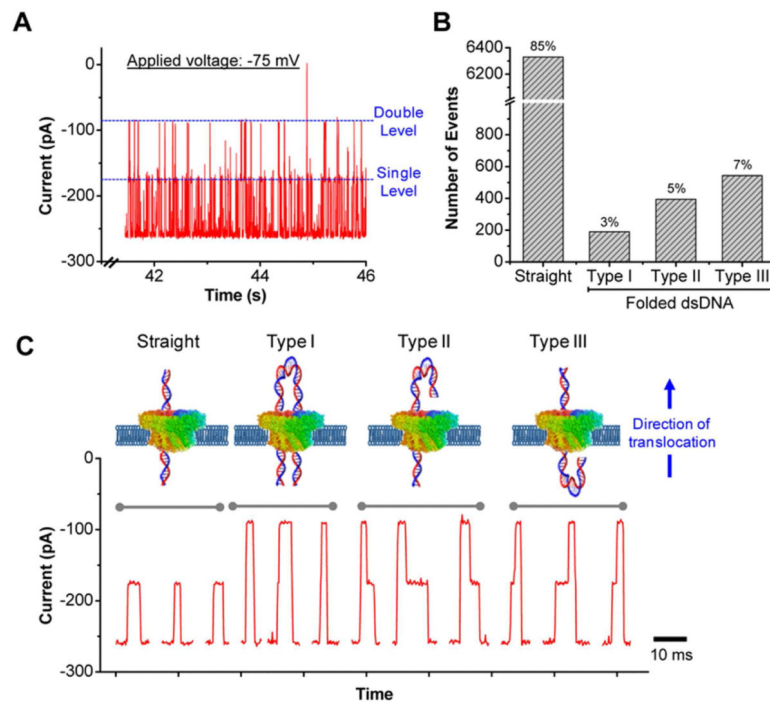 A
Applied voltage: -75 mV
0
-100
-200
-300
Current (pA)
42
44
46
Time (s)
Double
Level
Single
Level
B
6400
6200
800
600
400
200
0
Number of Events
85%
3%
5%
7%
Straight
Type I
Type II
Type III
Folded dsDNA
C
Straight
Type I
Type II
Type III
Direction of
translocation
0
-100
-200
-300
Current (pA)
10 ms
Time